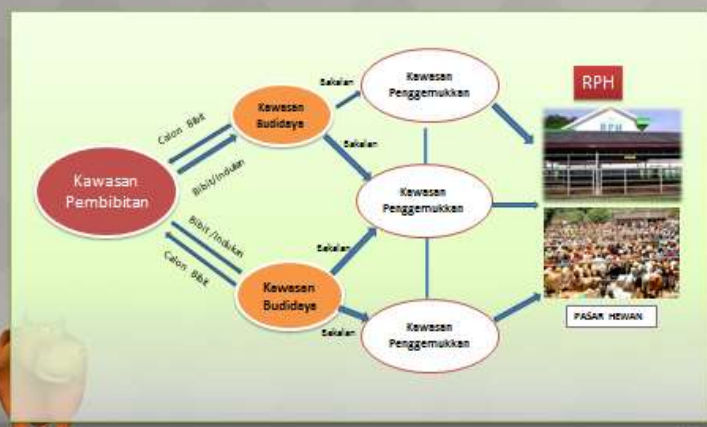 Kawasan
Pembibitan
Calon Bibit
Bibit/Indukan
Bibit /Indukan
Calon Bibit
Kawasan
Budidaya
Kawasan
Budidaya
Bakalan
Bakalan
Bakalan
Bakalan
Kawasan
Penggemukkan
Kawasan
Penggemukkan
Kawasan
Penggemukkan
RPH
RPH
PASAR HEWAN